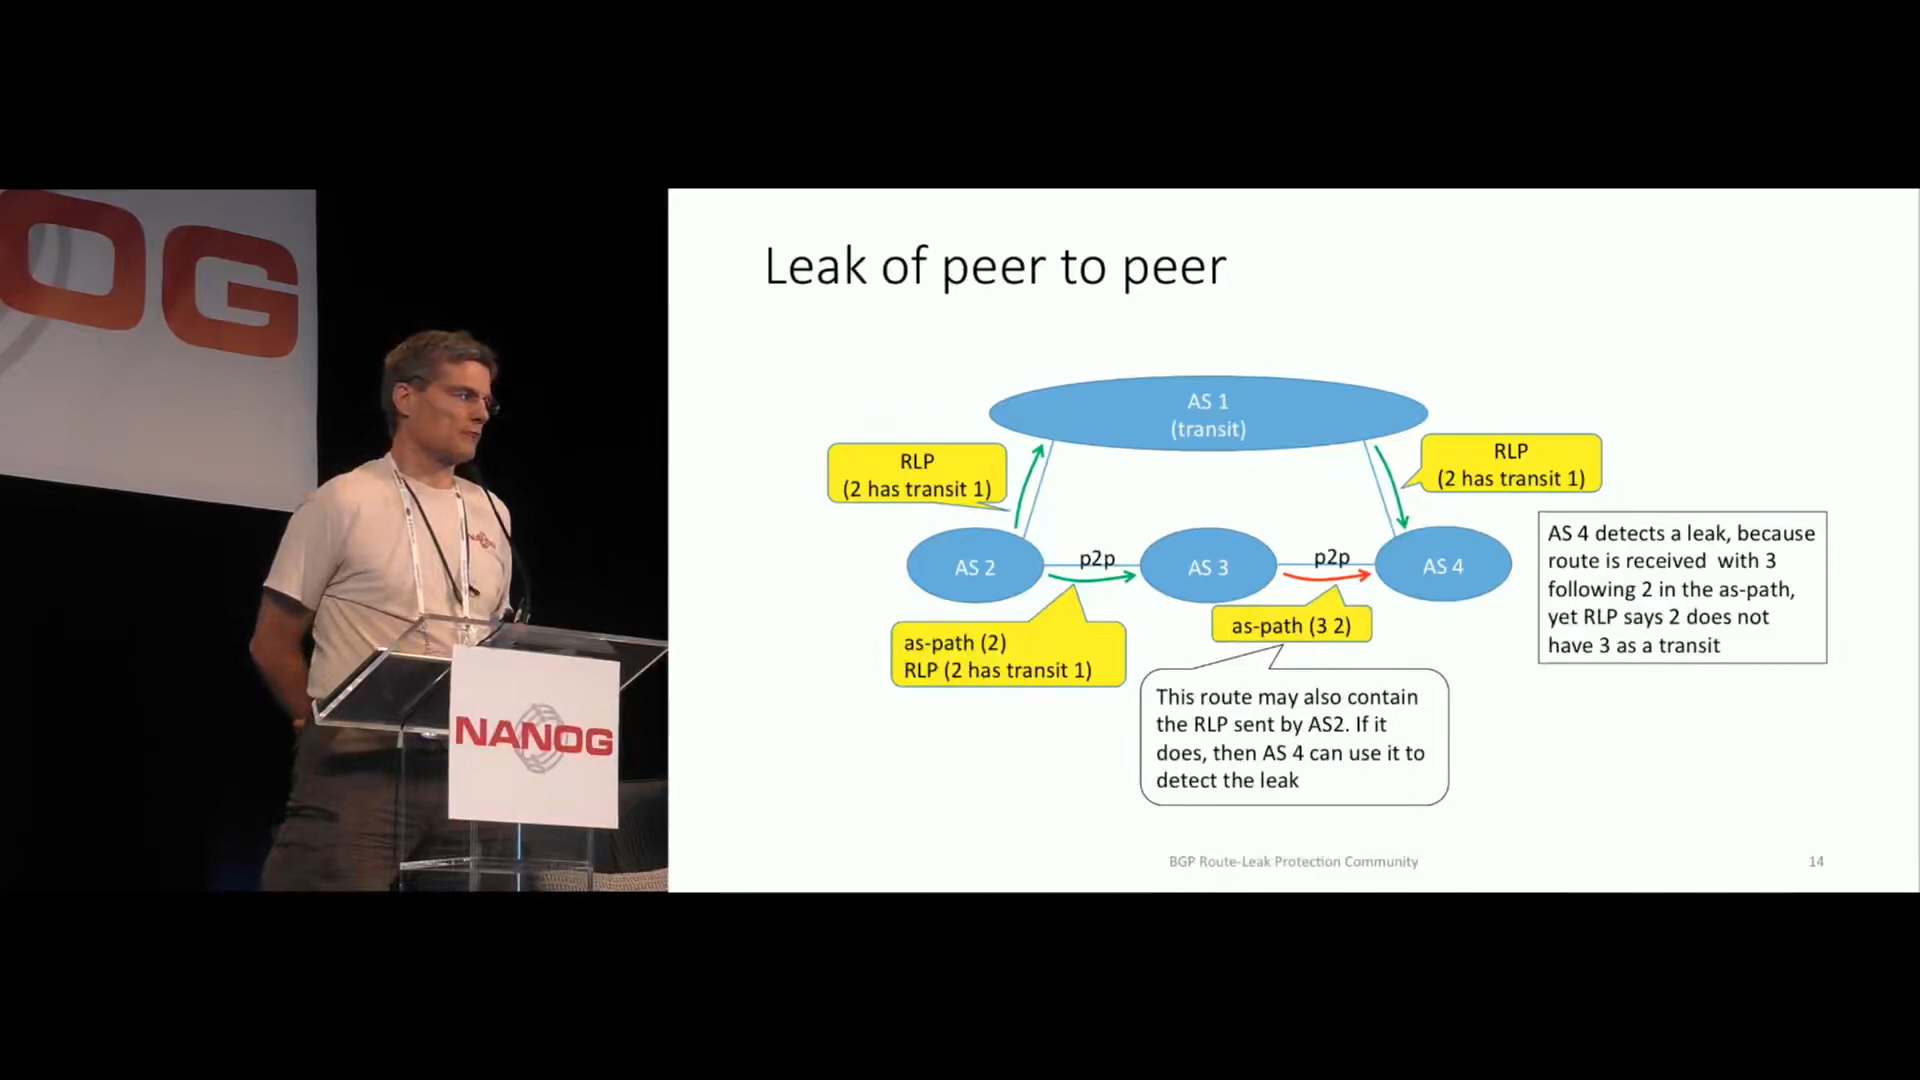 OG
NANOG
Leak of peer to peer
AS 1
(transit)
RLP
(2 has transit 1)
RLP
(2 has transit 1)
AS 2
p2p
AS 3
p2p
AS 4
as-path (2)
RLP (2 has transit 1)
as-path (3 2)
This route may also contain
the RLP sent by AS2. If it
does, then AS 4 can use it to
detect the leak
AS 4 detects a leak, because
route is received with 3
following 2 in the as-path,
yet RLP says 2 does not
have 3 as a transit
BGP Route-Leak Protection Community
14